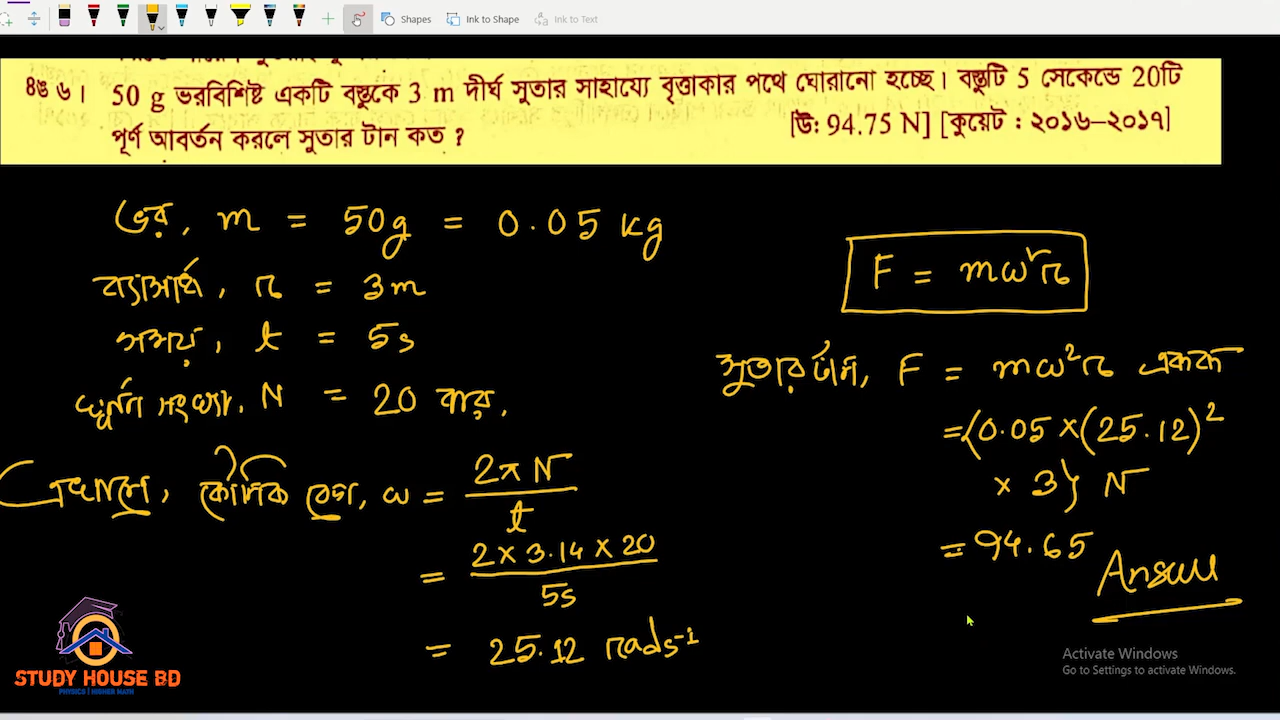 Shapes
Ink to Shape
Ink to Text
৪ঙ ৬। 50 g ভরবিশিষ্ট একটি বস্তুকে 3 m দীর্ঘ সুতার সাহায্যে বৃত্তাকার পথে ঘোরানো হচ্ছে। বস্তুটি 5 সেকেন্ডে 20টি
পূর্ণ আবর্তন করলে সুতার টান কত ? [উ: 94.75 N] [কুয়েট : ২০১৬–২০১৭]
ভর, m = 50g = 0.05 kg
ব্যাসার্ধ, r = 3m
সময়, t = 5s
ঘূর্ণন সংখ্যা, N = 20 বার,
এখানে, কৌণিক বেগ, ω = 2πN / t
= 2 × 3.14 × 20 / 5s
= 25.12 rads⁻¹
F = mω²r
সুতার টান, F = mω²r একক
= {0.05 × (25.12)²
× 3} N
= 94.65
Answer
STUDY HOUSE BD
PHYSICS | HIGHER MATH
Activate Windows
Go to Settings to activate Windows.